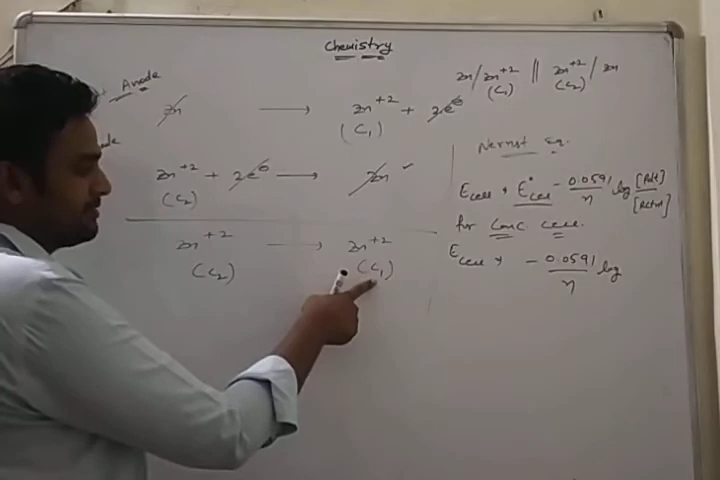 Chemistry
Anode
Zn ⟶ Zn⁺² + 2e⁻
(C₁)
Zn/Zn⁺² || Zn⁺²/Zn
(C₁) (C₂)
Zn⁺² + 2e⁻ ⟶ Zn ✓
(C₂)
Zn⁺² ⟶ Zn⁺²
(C₂) (C₁)
Nernst Eq.
E cell = E° cell - 0.0591/n log [Pdt]/[Rctnt]
for Conc. cell.
E cell = - 0.0591/n log